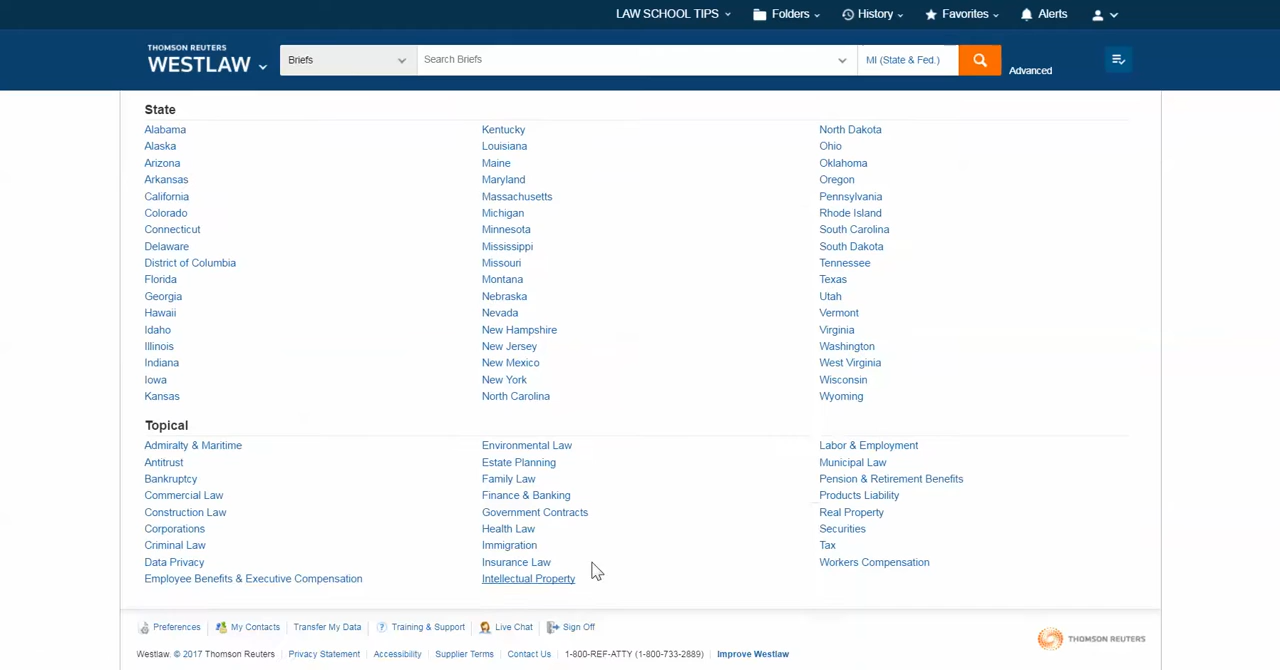 LAW SCHOOL TIPS Folders History Favorites Alerts
THOMSON REUTERS
WESTLAW Briefs Search Briefs MI (State & Fed.) Advanced
State
Alabama Kentucky North Dakota
Alaska Louisiana Ohio
Arizona Maine Oklahoma
Arkansas Maryland Oregon
California Massachusetts Pennsylvania
Colorado Michigan Rhode Island
Connecticut Minnesota South Carolina
Delaware Mississippi South Dakota
District of Columbia Missouri Tennessee
Florida Montana Texas
Georgia Nebraska Utah
Hawaii Nevada Vermont
Idaho New Hampshire Virginia
Illinois New Jersey Washington
Indiana New Mexico West Virginia
Iowa New York Wisconsin
Kansas North Carolina Wyoming
Topical
Admiralty & Maritime Environmental Law Labor & Employment
Antitrust Estate Planning Municipal Law
Bankruptcy Family Law Pension & Retirement Benefits
Commercial Law Finance & Banking Products Liability
Construction Law Government Contracts Real Property
Corporations Health Law Securities
Criminal Law Immigration Tax
Data Privacy Insurance Law Workers Compensation
Employee Benefits & Executive Compensation Intellectual Property
Preferences My Contacts Transfer My Data ? Training & Support Live Chat Sign Off
THOMSON REUTERS
Westlaw. © 2017 Thomson Reuters Privacy Statement Accessibility Supplier Terms Contact Us 1-800-REF-ATTY (1-800-733-2889) Improve Westlaw